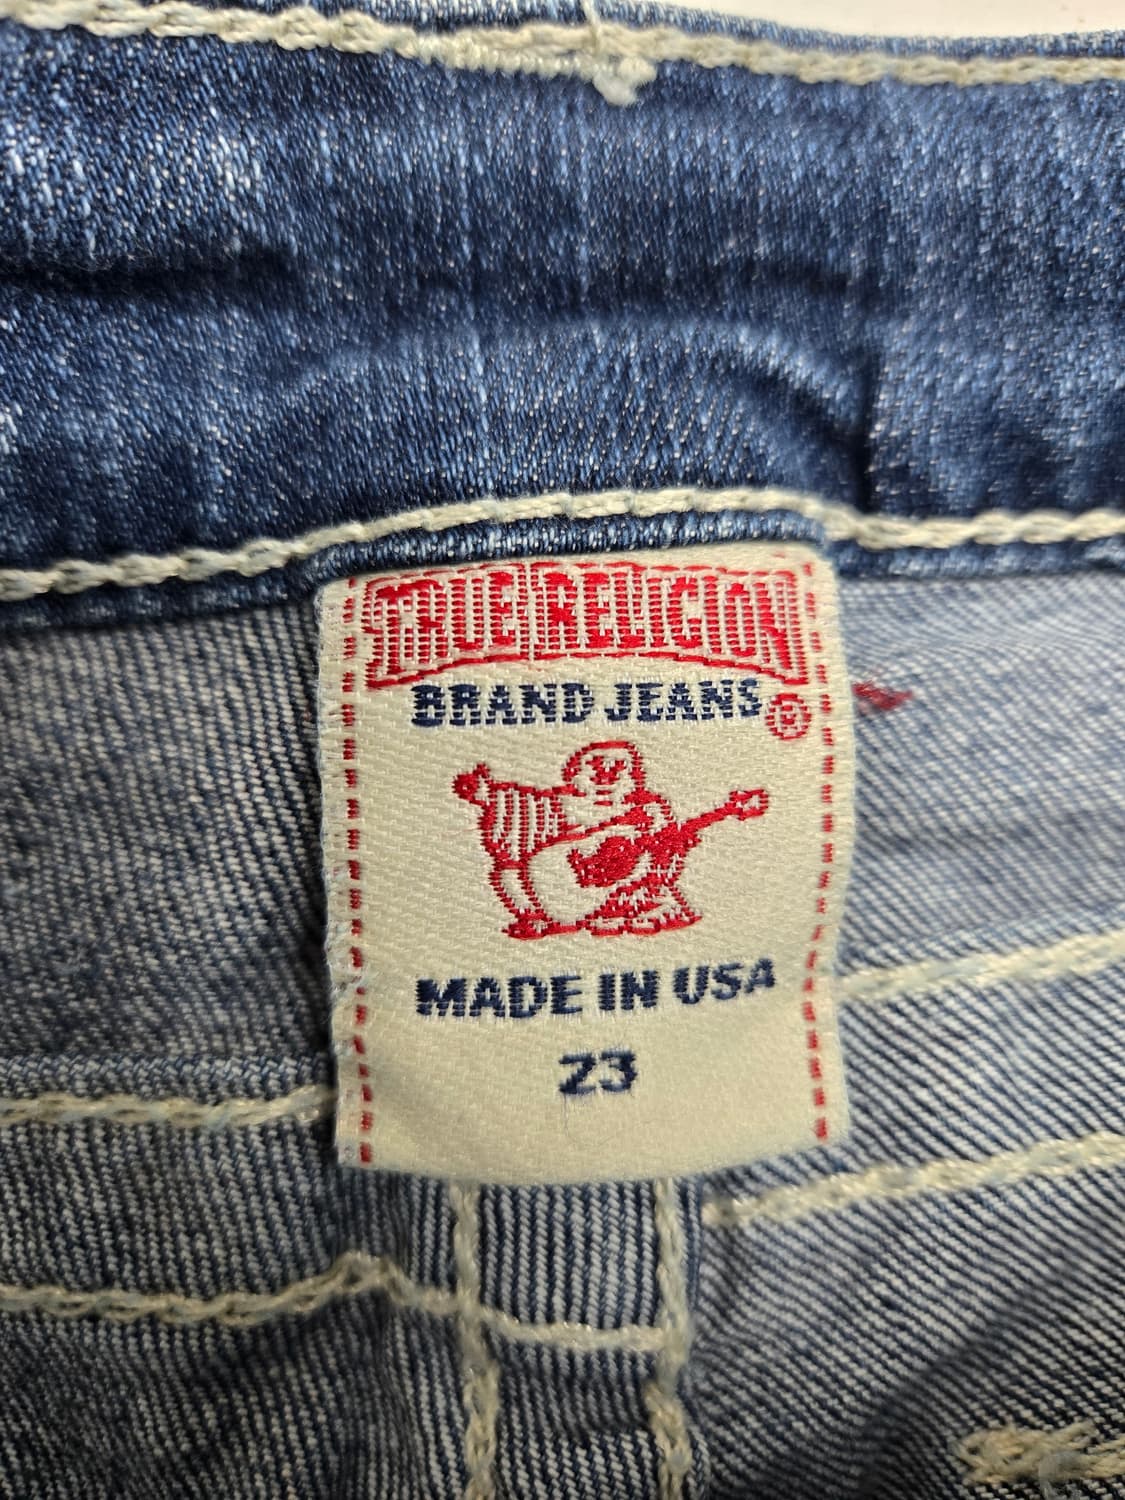 TRUE RELIGION
BRAND JEANS ®
MADE IN USA
23